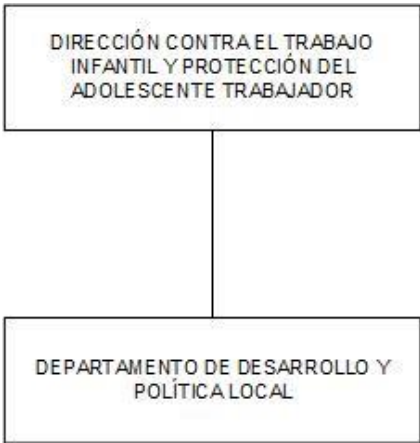 DIRECCIÓN CONTRA EL TRABAJO
INFANTIL Y PROTECCIÓN DEL
ADOLESCENTE TRABAJADOR
DEPARTAMENTO DE DESARROLLO Y
POLÍTICA LOCAL